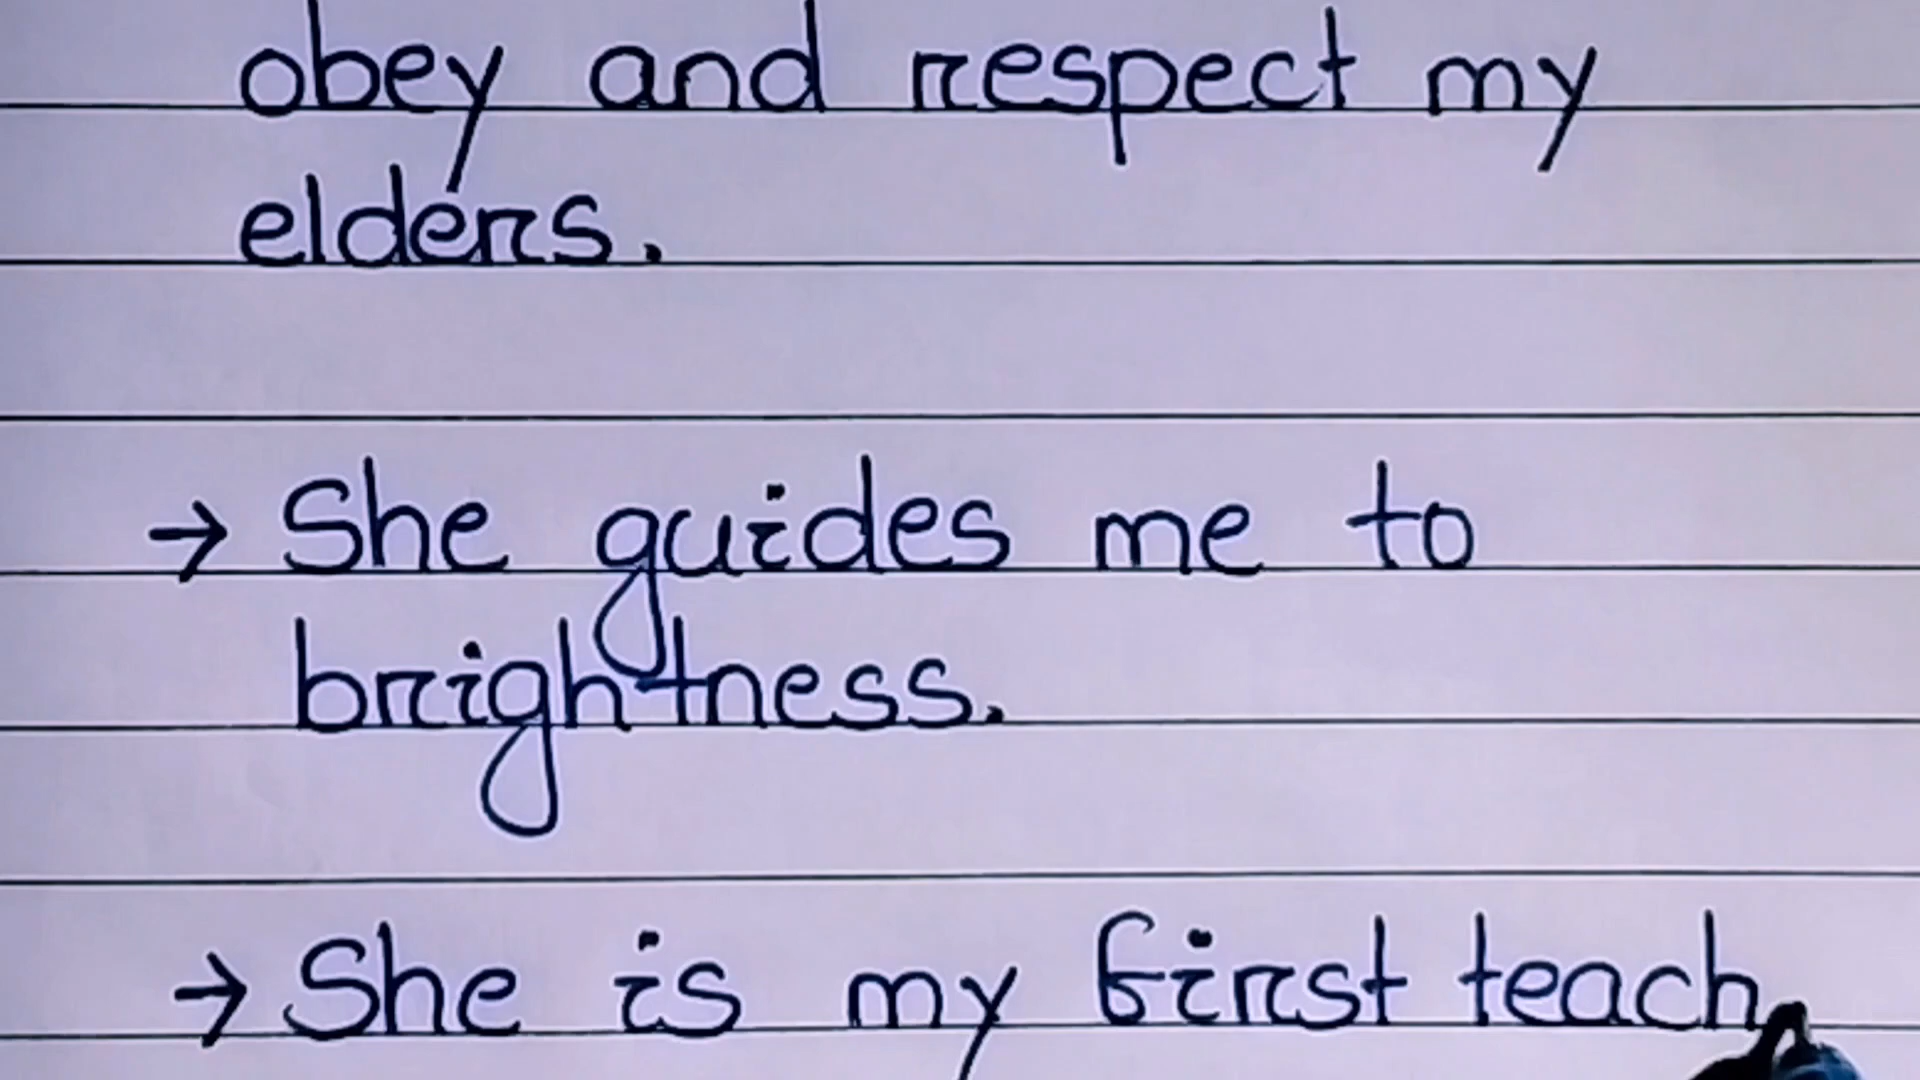 obey and respect my
elders.
→ She guides me to
brightness.
→ She is my first teach